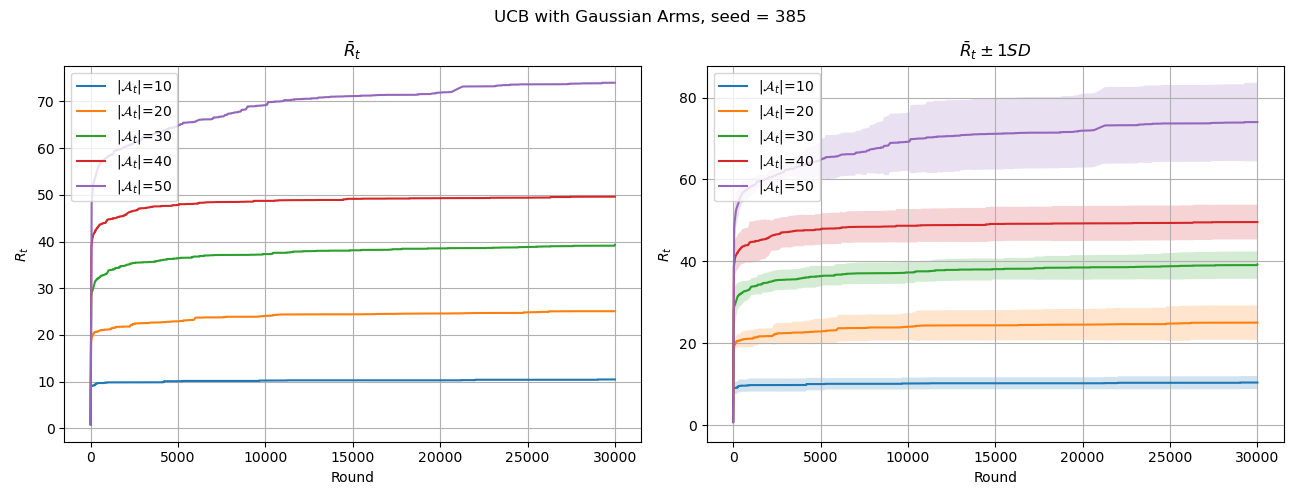 UCB with Gaussian Arms, seed = 385
R̄ₜ
|𝒜ₜ|=10
|𝒜ₜ|=20
|𝒜ₜ|=30
|𝒜ₜ|=40
|𝒜ₜ|=50
70
60
50
40
30
20
10
0
Rₜ
0 5000 10000 15000 20000 25000 30000
Round
R̄ₜ ± 1SD
|𝒜ₜ|=10
|𝒜ₜ|=20
|𝒜ₜ|=30
|𝒜ₜ|=40
|𝒜ₜ|=50
80
60
40
20
0
Rₜ
0 5000 10000 15000 20000 25000 30000
Round